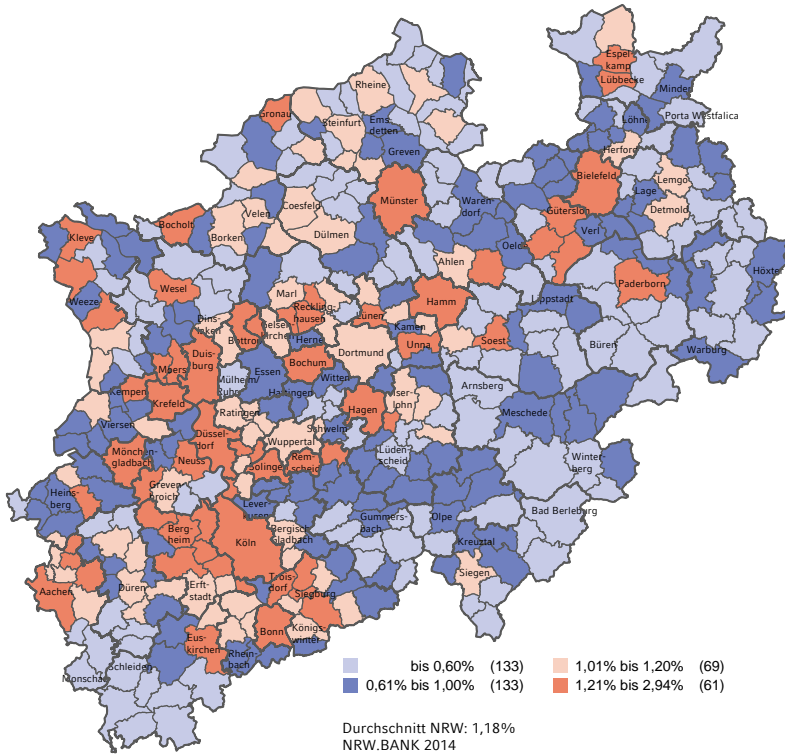 Espel-
kamp
Lübbecke
Minden
Rheine
Gronau
Steinfurt
Ems-
detten
Löhne
Porta Westfalica
Greven
Herford
Bielefeld
Lemgo
Lage
Münster
Coesfeld
Velen
Waren-
dorf
Gütersloh
Detmold
Bocholt
Borken
Dülmen
Oelde
Verl
Kleve
Ahlen
Höxter
Wesel
Marl
Hamm
Paderborn
Weeze
Reckling-
hausen
Lünen
Lippstadt
Dins-
laken
Bottrop
Gelsen-
kirchen
Herne
Kamen
Unna
Soest
Büren
Warburg
Duis-
burg
Bochum
Dortmund
Moers
Essen
Witten
Mülheim/
Ruhr
Arnsberg
Kempen
Hattingen
Iser-
lohn
Krefeld
Hagen
Meschede
Ratingen
Viersen
Schwelm
Düssel-
dorf
Wuppertal
Lüden-
scheid
Winter-
berg
Mönchen-
gladbach
Neuss
Solingen
Rem-
scheid
Greven-
broich
Heins-
berg
Lever-
kusen
Gummers-
bach
Olpe
Bad Berleburg
Berg-
heim
Köln
Bergisch
Gladbach
Kreuztal
Siegen
Aachen
Düren
Erft-
stadt
Trois-
dorf
Siegburg
Bonn
Königs-
winter
Eus-
kirchen
Rhein-
bach
Schleiden
Monschau
bis 0,60% (133)
1,01% bis 1,20% (69)
0,61% bis 1,00% (133)
1,21% bis 2,94% (61)
Durchschnitt NRW: 1,18%
NRW.BANK 2014